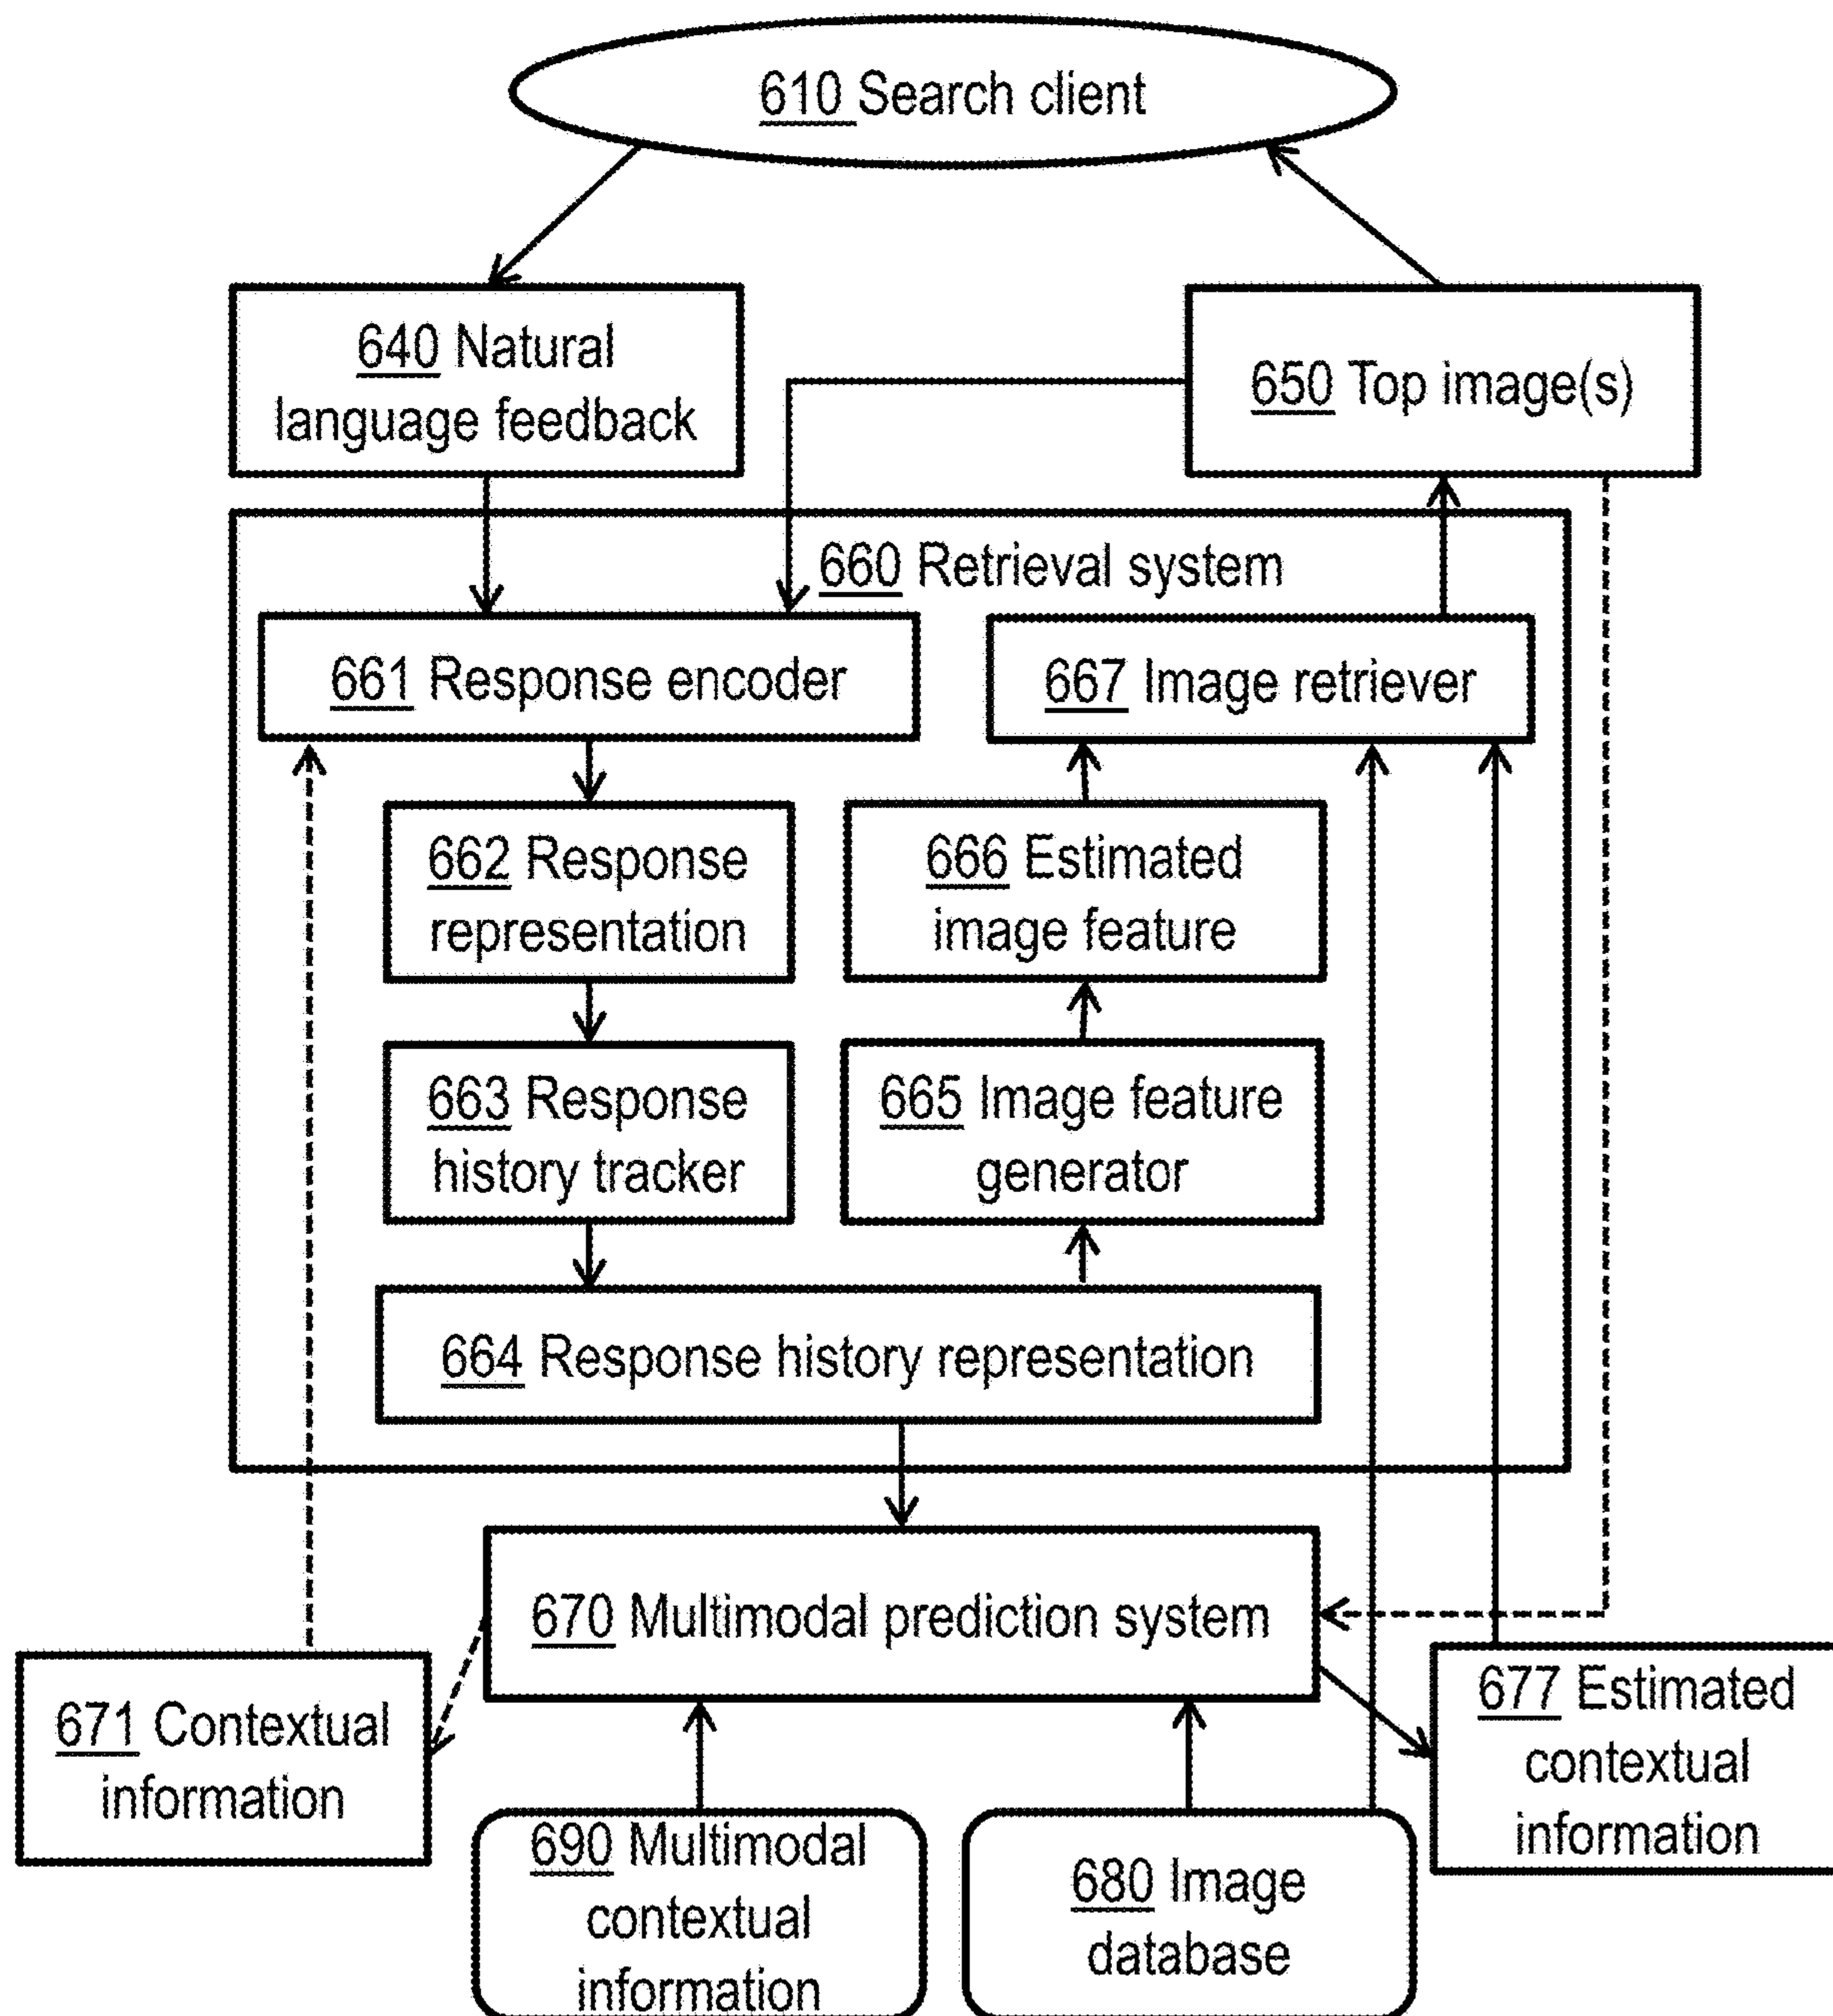 610 Search client
640 Natural
language feedback
650 Top image(s)
660 Retrieval system
661 Response encoder
667 Image retriever
662 Response
representation
666 Estimated
image feature
663 Response
history tracker
665 Image feature
generator
664 Response history representation
670 Multimodal prediction system
671 Contextual
information
677 Estimated
contextual
information
690 Multimodal
contextual
information
680 Image
database